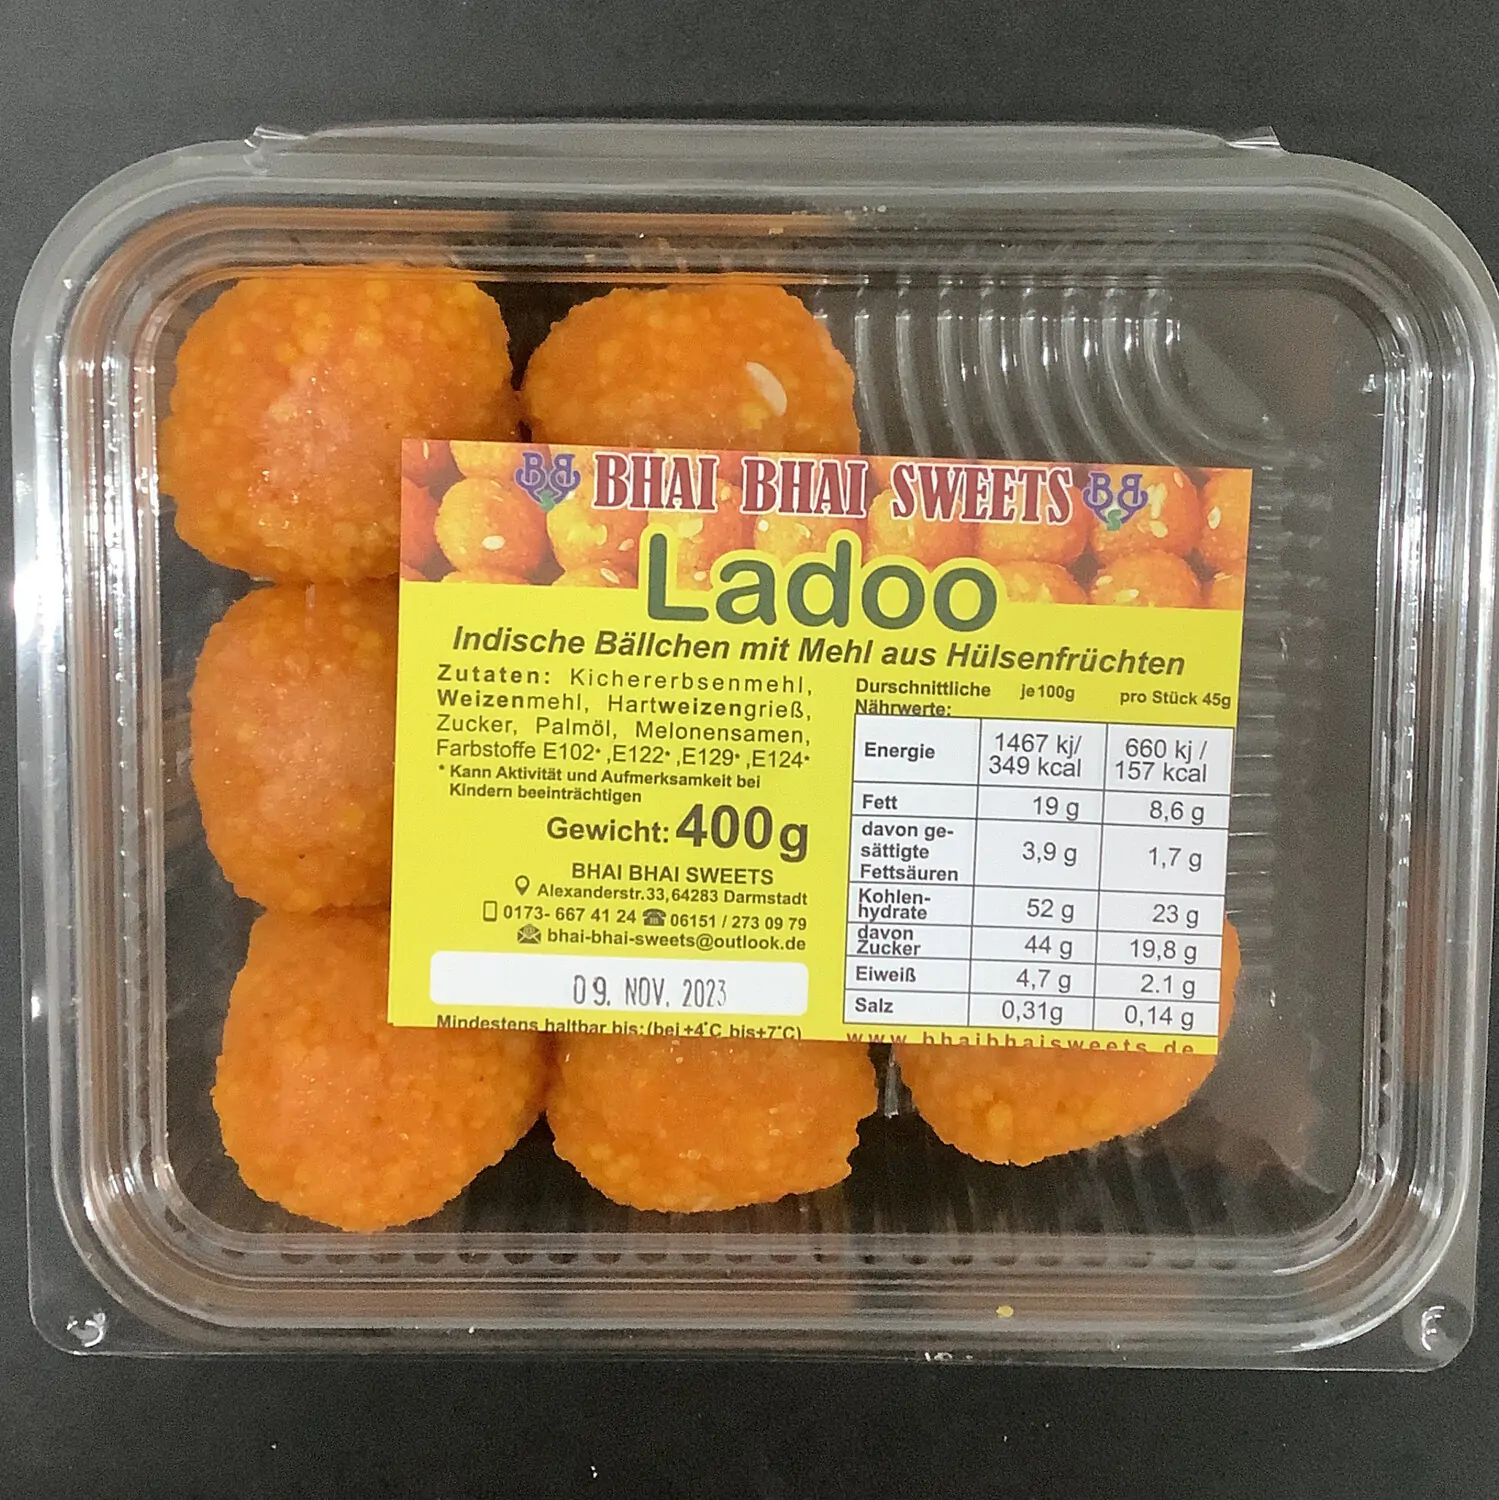 BHAI BHAI SWEETS
Ladoo
Indische Bällchen mit Mehl aus Hülsenfrüchten
Zutaten: Kichererbsenmehl,
Weizenmehl, Hartweizengrieß,
Zucker, Palmöl, Melonensamen,
Farbstoffe E102*,E122*,E129*,E124*
* Kann Aktivität und Aufmerksamkeit bei
Kindern beeinträchtigen
Gewicht: 400g
BHAI BHAI SWEETS
Alexanderstr.33, 64283 Darmstadt
0173- 667 41 24 06151 / 273 09 79
bhai-bhai-sweets@outlook.de
09. NOV. 2023
Mindestens haltbar bis:(bei +4°C bis+7°C)
Durschnittliche je 100g pro Stück 45g
Nährwerte:
Energie 1467 kj/ 660 kj /
349 kcal 157 kcal
Fett 19 g 8,6 g
davon ge-
sättigte 3,9 g 1,7 g
Fettsäuren
Kohlen- 52 g 23 g
hydrate
davon 44 g 19,8 g
Zucker
Eiweiß 4,7 g 2.1 g
Salz 0,31g 0,14 g
www.bhaibhaisweets.de